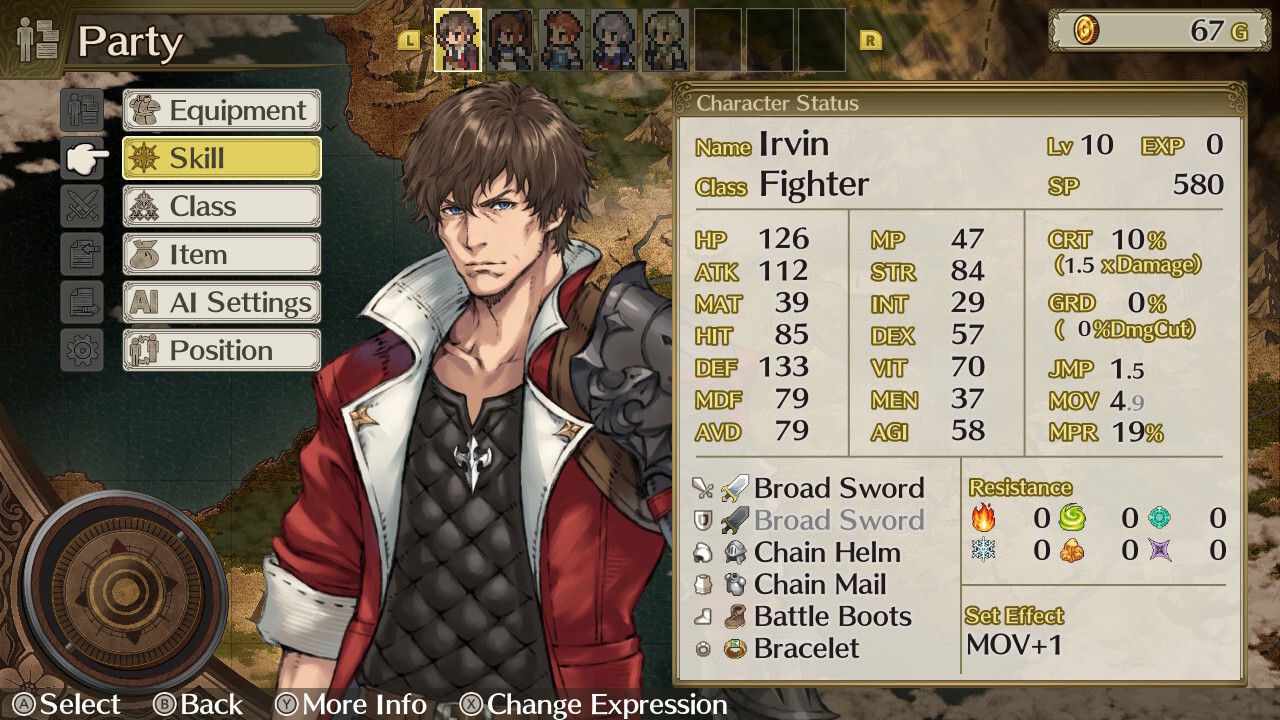 Party
L
R
67 G
Equipment
Skill
Class
Item
AI AI Settings
Position
Character Status
Name Irvin
Lv 10 EXP 0
Class Fighter
SP 580
HP 126
ATK 112
MAT 39
HIT 85
DEF 133
MDF 79
AVD 79
MP 47
STR 84
INT 29
DEX 57
VIT 70
MEN 37
AGI 58
CRT 10%
(1.5 xDamage)
GRD 0%
( 0%DmgCut)
JMP 1.5
MOV 4.9
MPR 19%
Broad Sword
Broad Sword
Chain Helm
Chain Mail
Battle Boots
Bracelet
Resistance
0 0 0
0 0 0
Set Effect
MOV+1
A Select B Back Y More Info X Change Expression